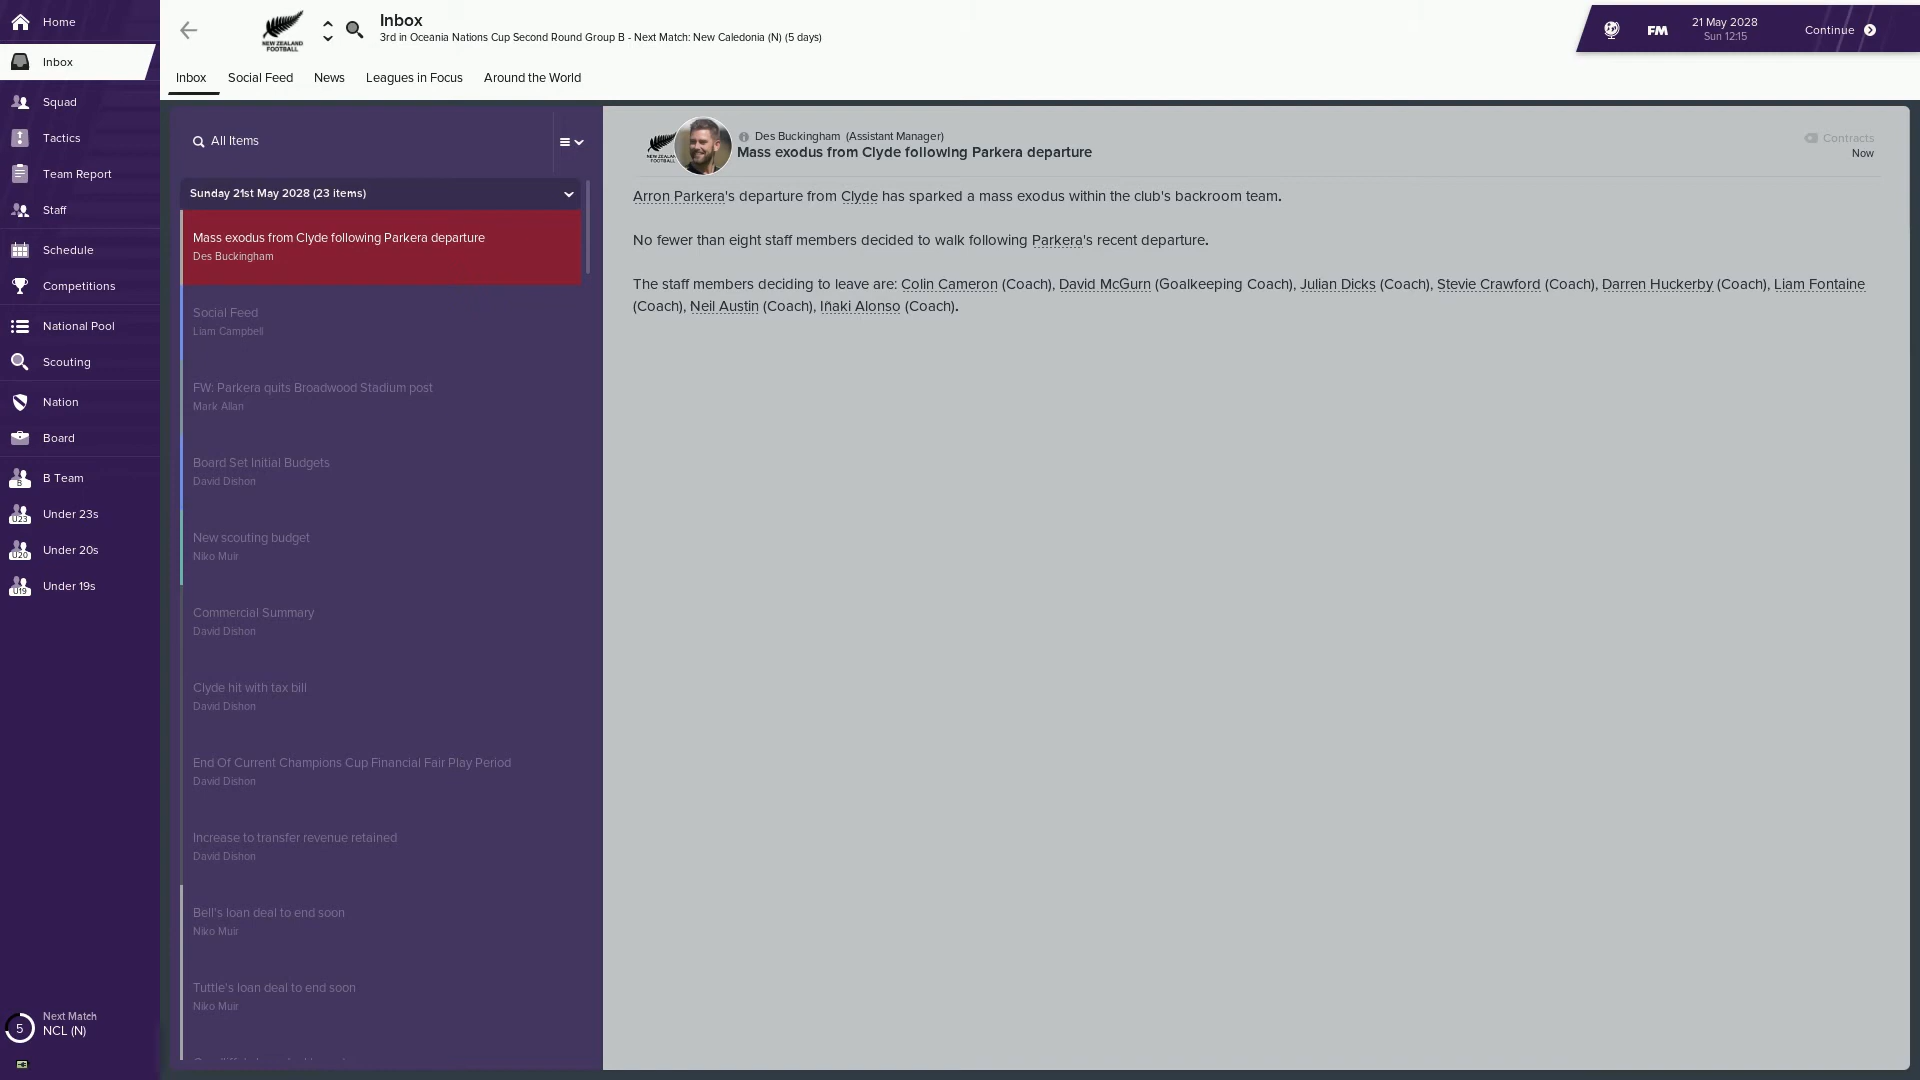 Home
Inbox
Squad
Tactics
Team Report
Staff
Schedule
Competitions
National Pool
Scouting
Nation
Board
B
B Team
U23
Under 23s
U20
Under 20s
U19
Under 19s
5
Next Match
NCL (N)
NEW ZEALAND
FOOTBALL
Inbox
3rd in Oceania Nations Cup Second Round Group B - Next Match: New Caledonia (N) (5 days)
FM
21 May 2028
Sun 12:15
Continue
Inbox Social Feed News Leagues in Focus Around the World
All Items
Sunday 21st May 2028 (23 items)
Mass exodus from Clyde following Parkera departure
Des Buckingham
Social Feed
Liam Campbell
FW: Parkera quits Broadwood Stadium post
Mark Allan
Board Set Initial Budgets
David Dishon
New scouting budget
Niko Muir
Commercial Summary
David Dishon
Clyde hit with tax bill
David Dishon
End Of Current Champions Cup Financial Fair Play Period
David Dishon
Increase to transfer revenue retained
David Dishon
Bell's loan deal to end soon
Niko Muir
Tuttle's loan deal to end soon
Niko Muir
Des Buckingham (Assistant Manager)
Mass exodus from Clyde following Parkera departure
Contracts
Now
Arron Parkera's departure from Clyde has sparked a mass exodus within the club's backroom team.
No fewer than eight staff members decided to walk following Parkera's recent departure.
The staff members deciding to leave are: Colin Cameron (Coach), David McGurn (Goalkeeping Coach), Julian Dicks (Coach), Stevie Crawford (Coach), Darren Huckerby (Coach), Liam Fontaine
(Coach), Neil Austin (Coach), Iñaki Alonso (Coach).